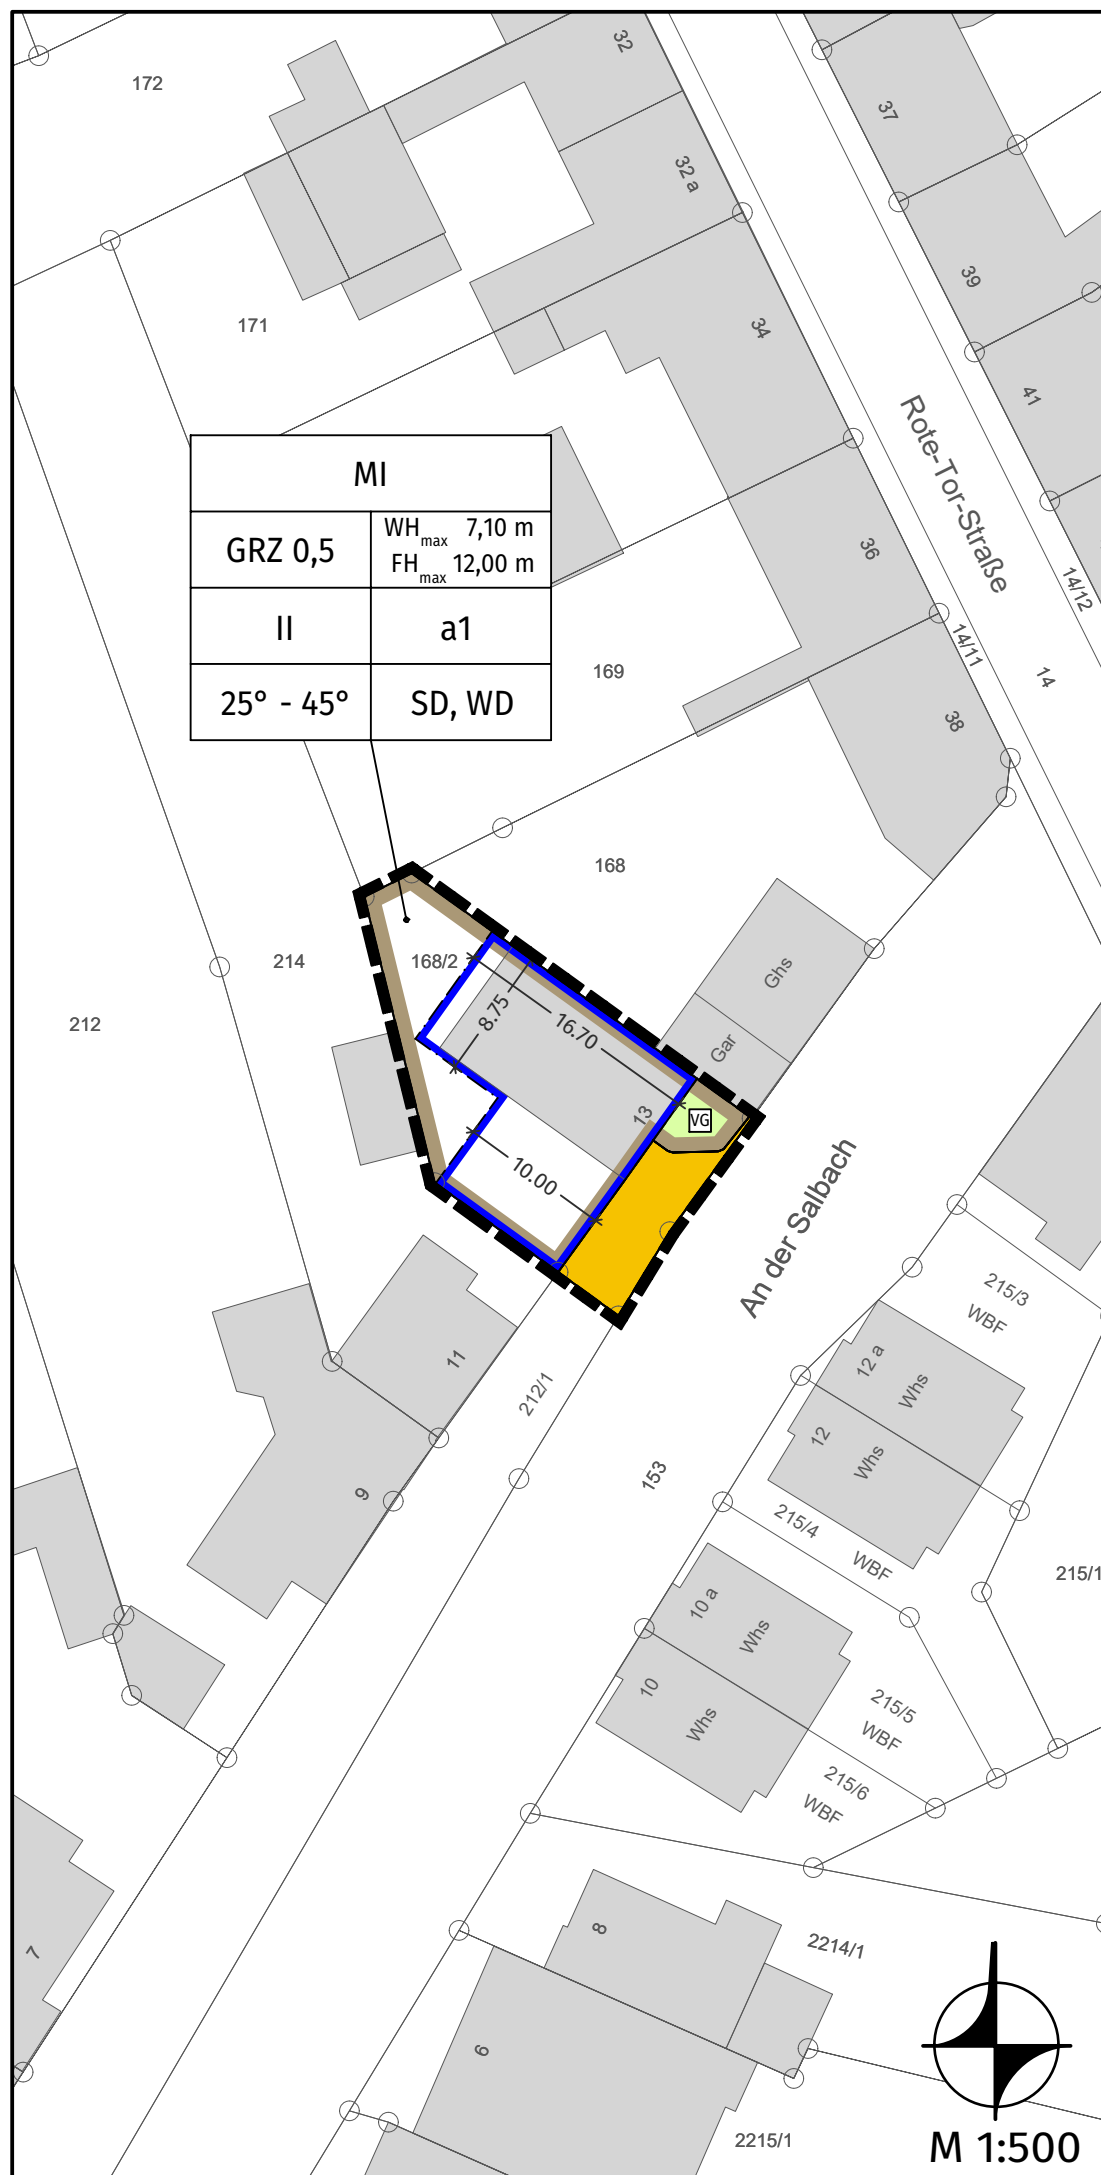 172
32
37
32 a
171
39
34
41
Rote-Tor-Straße
MI
GRZ 0,5
WHmax 7,10 m
FHmax 12,00 m
II
a1
25° - 45°
SD, WD
36
14/12
14/11
14
169
38
168
214
168/2
Ghs
212
8.75
16.70
Gar
13
VG
10.00
An der Salbach
215/3
WBF
11
12 a
Whs
212/1
12
Whs
153
9
215/4
WBF
215/1
10 a
Whs
10
Whs
215/5
WBF
215/6
WBF
8
7
2214/1
6
2215/1
M 1:500